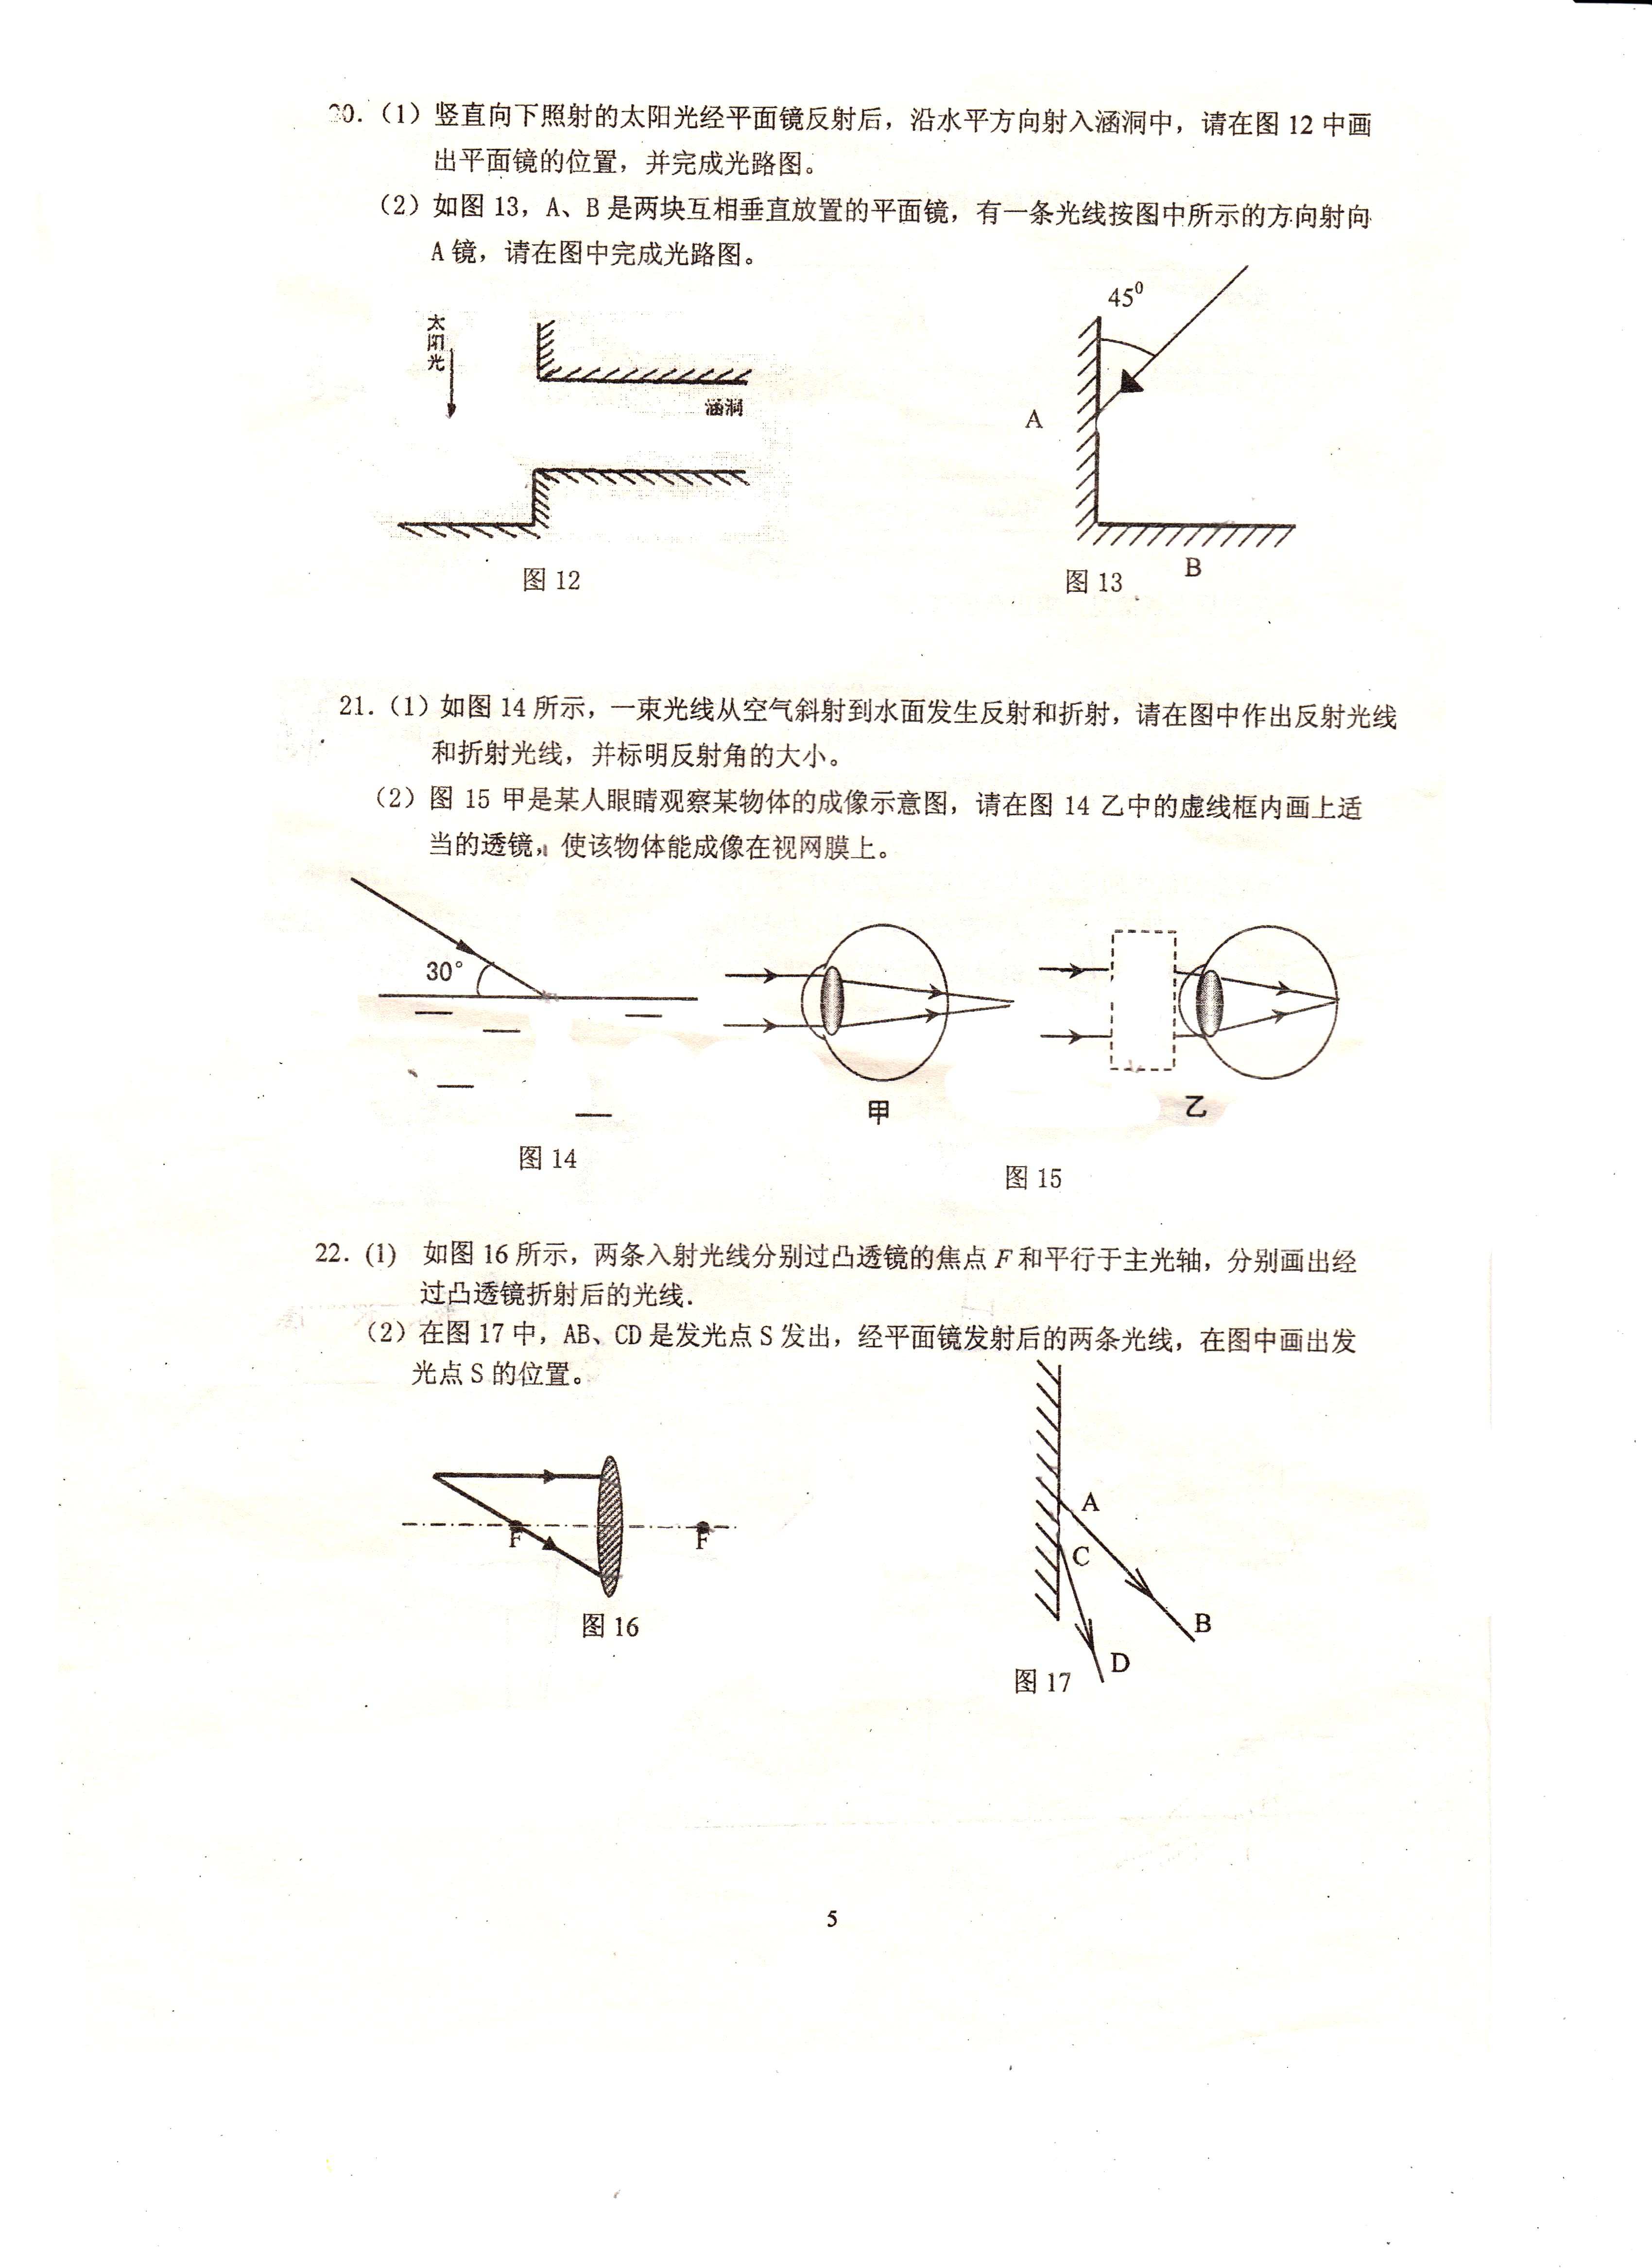 20.（1）竖直向下照射的太阳光经平面镜反射后，沿水平方向射入涵洞中，请在图 12 中画
出平面镜的位置，并完成光路图。
（2）如图 13，A、B 是两块互相垂直放置的平面镜，有一条光线按图中所示的方向射向
A 镜，请在图中完成光路图。
太阳光
涵洞
45⁰
A
B
图 12
图 13
21.（1）如图 14 所示，一束光线从空气斜射到水面发生反射和折射，请在图中作出反射光线
和折射光线，并标明反射角的大小。
（2）图 15 甲是某人眼睛观察某物体的成像示意图，请在图 14 乙中的虚线框内画上适
当的透镜，使该物体能成像在视网膜上。
30°
甲
乙
图 14
图 15
22．(1) 如图 16 所示，两条入射光线分别过凸透镜的焦点 F 和平行于主光轴，分别画出经
过凸透镜折射后的光线．
（2）在图 17 中，AB、CD 是发光点 S 发出，经平面镜发射后的两条光线，在图中画出发
光点 S 的位置。
F
F
图 16
A
C
B
D
图 17
5